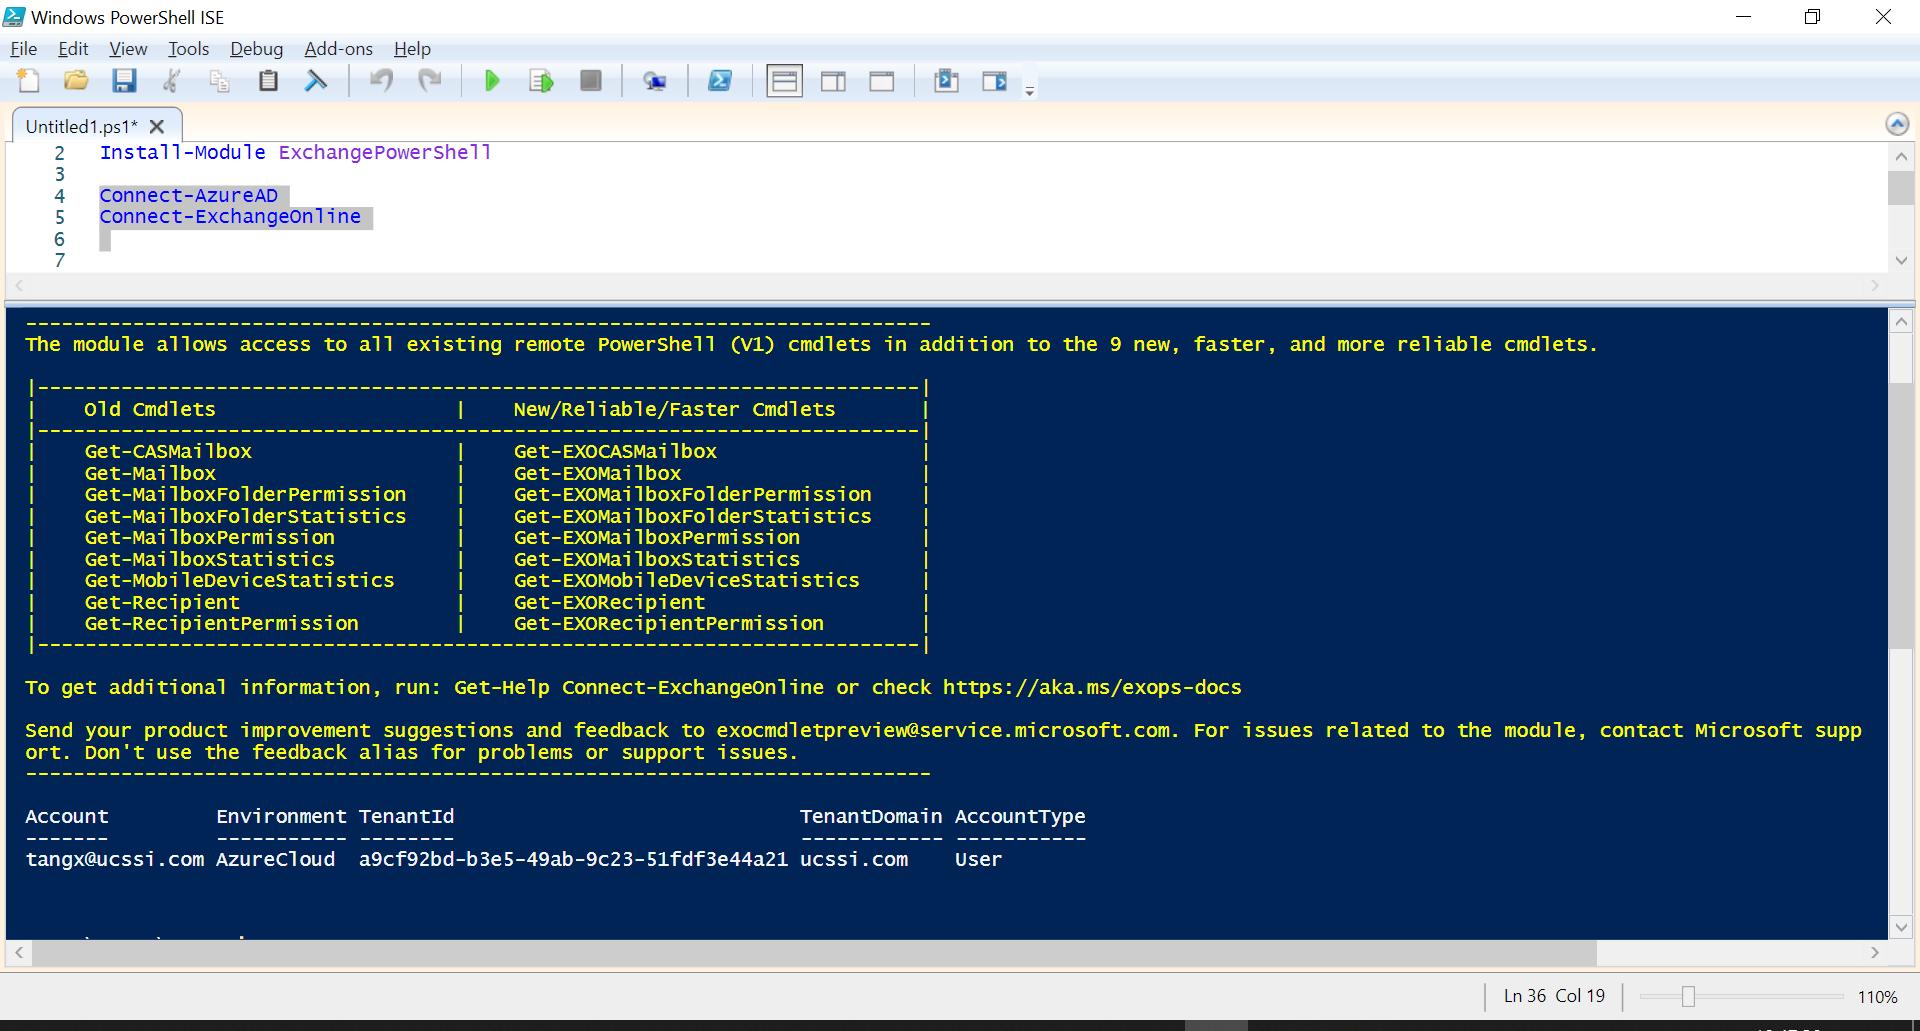 Windows PowerShell ISE
File Edit View Tools Debug Add-ons Help
Untitled1.ps1*
2 Install-Module ExchangePowerShell
3
4 Connect-AzureAD
5 Connect-ExchangeOnline
6
7
----------------------------------------------------------------------------
The module allows access to all existing remote PowerShell (V1) cmdlets in addition to the 9 new, faster, and more reliable cmdlets.
|--------------------------------------------------------------------------|
| Old Cmdlets | New/Reliable/Faster Cmdlets |
|--------------------------------------------------------------------------|
| Get-CASMailbox | Get-EXOCASMailbox |
| Get-Mailbox | Get-EXOMailbox |
| Get-MailboxFolderPermission | Get-EXOMailboxFolderPermission |
| Get-MailboxFolderStatistics | Get-EXOMailboxFolderStatistics |
| Get-MailboxPermission | Get-EXOMailboxPermission |
| Get-MailboxStatistics | Get-EXOMailboxStatistics |
| Get-MobileDeviceStatistics | Get-EXOMobileDeviceStatistics |
| Get-Recipient | Get-EXORecipient |
| Get-RecipientPermission | Get-EXORecipientPermission |
|--------------------------------------------------------------------------|
To get additional information, run: Get-Help Connect-ExchangeOnline or check https://aka.ms/exops-docs
Send your product improvement suggestions and feedback to exocmdletpreview@service.microsoft.com. For issues related to the module, contact Microsoft supp
ort. Don't use the feedback alias for problems or support issues.
----------------------------------------------------------------------------
Account Environment TenantId TenantDomain AccountType
------- ----------- -------- ------------ -----------
tangx@ucssi.com AzureCloud a9cf92bd-b3e5-49ab-9c23-51fdf3e44a21 ucssi.com User
Ln 36 Col 19 110%